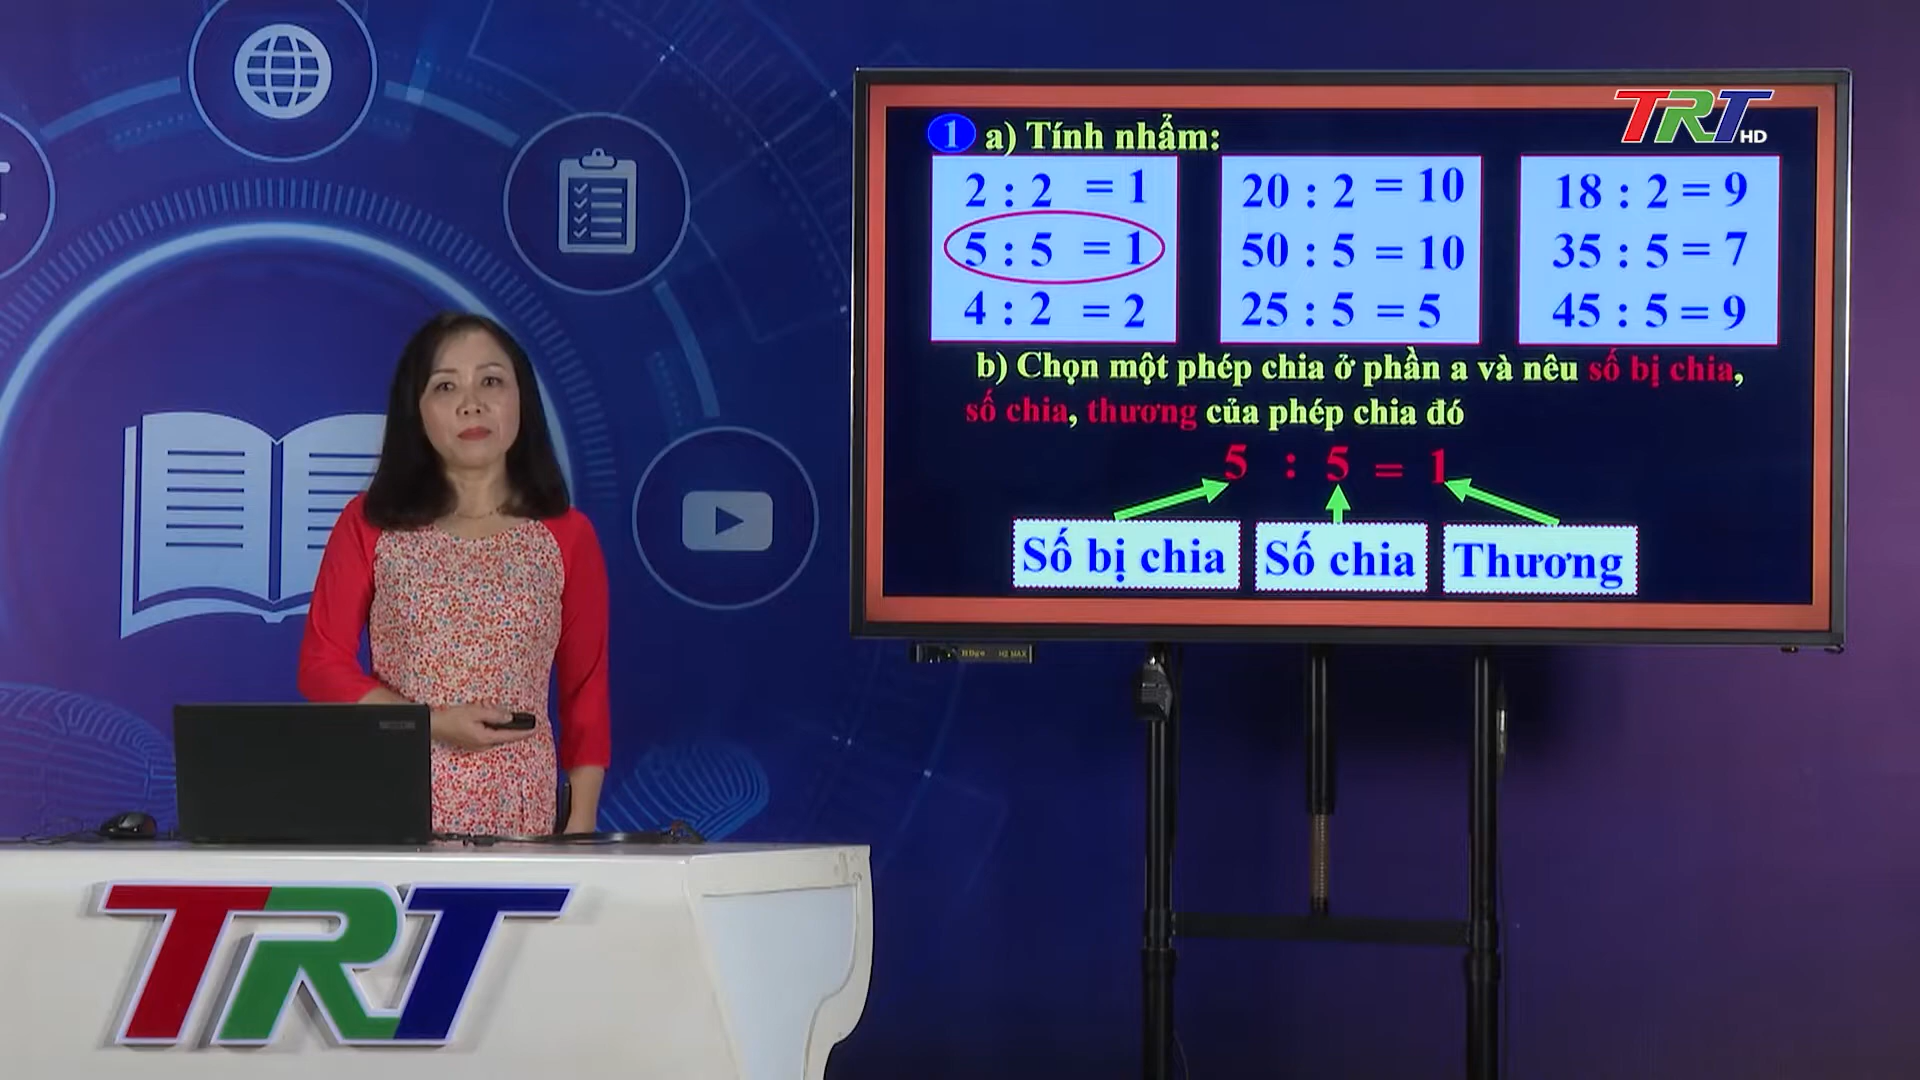 TRT HD
1 a) Tính nhẩm:
2 : 2 = 1
5 : 5 = 1
4 : 2 = 2
20 : 2 = 10
50 : 5 = 10
25 : 5 = 5
18 : 2 = 9
35 : 5 = 7
45 : 5 = 9
b) Chọn một phép chia ở phần a và nêu số bị chia,
số chia, thương của phép chia đó
5 : 5 = 1
Số bị chia
Số chia
Thương
TRT